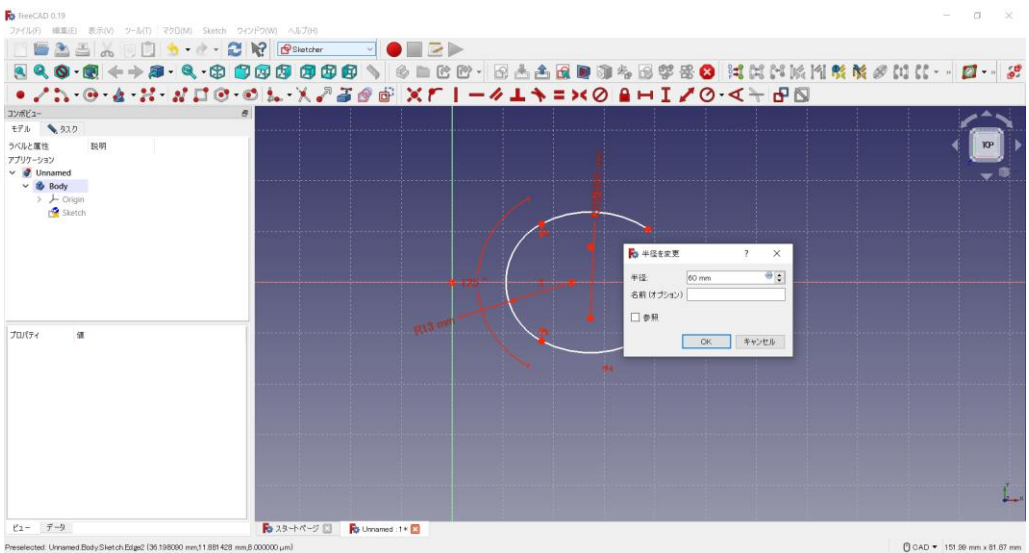 FreeCAD 0.19
ファイル(F) 編集(E) 表示(V) ツール(T) マクロ(M) Sketch ウィンドウ(W) ヘルプ(H)
Sketcher
コンボビュー
モデル タスク
ラベルと属性 説明
アプリケーション
Unnamed
Body
Origin
Sketch
プロパティ 値
ビュー データ
TOP
125 °
R13 mm
半径を変更 ? ×
半径: 60 mm
名前 (オプション)
参照
OK キャンセル
スタートページ Unnamed : 1*
Preselected: Unnamed.Body.Sketch.Edge2 (36.198090 mm,11.881428 mm,8.000000 μm) CAD 151.99 mm x 81.87 mm